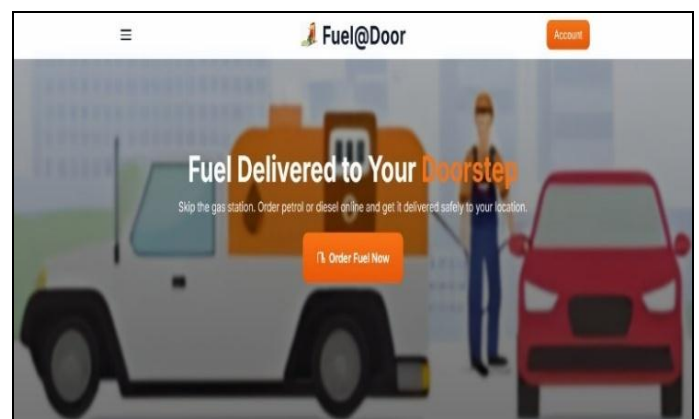 Fuel@Door
Account
Fuel Delivered to Your Doorstep
Skip the gas station. Order petrol or diesel online and get it delivered safely to your location.
Order Fuel Now